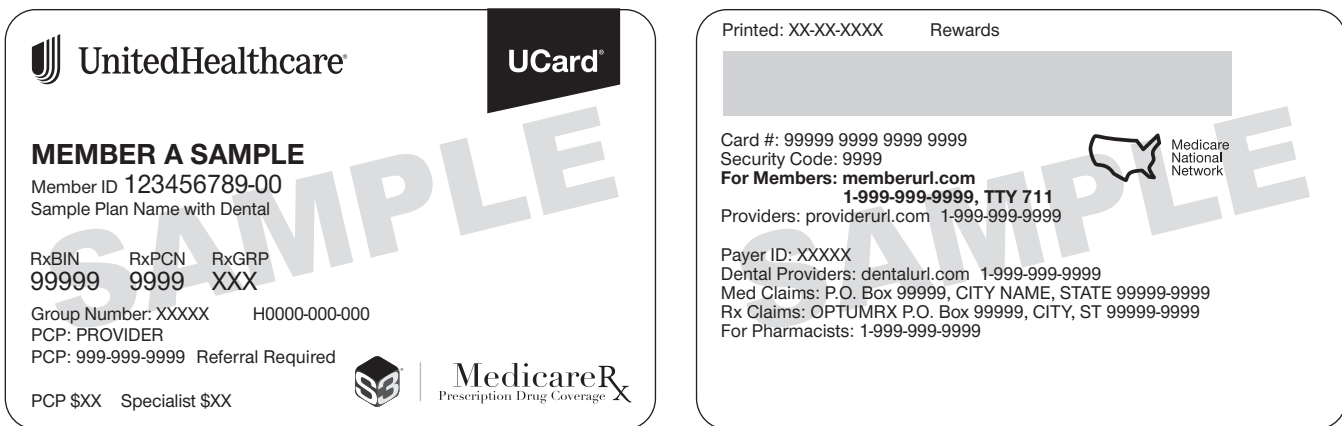 UnitedHealthcare®
UCard®
MEMBER A SAMPLE
Member ID 123456789-00
Sample Plan Name with Dental
RxBIN RxPCN RxGRP
99999 9999 XXX
Group Number: XXXXX H0000-000-000
PCP: PROVIDER
PCP: 999-999-9999 Referral Required
PCP $XX Specialist $XX
S3®
MedicareRx
Prescription Drug Coverage
SAMPLE
Printed: XX-XX-XXXX Rewards
Card #: 99999 9999 9999 9999
Security Code: 9999
For Members: memberurl.com
1-999-999-9999, TTY 711
Providers: providerurl.com 1-999-999-9999
Medicare
National
Network
Payer ID: XXXXX
Dental Providers: dentalurl.com 1-999-999-9999
Med Claims: P.O. Box 99999, CITY NAME, STATE 99999-9999
Rx Claims: OPTUMRX P.O. Box 99999, CITY, ST 99999-9999
For Pharmacists: 1-999-999-9999
SAMPLE